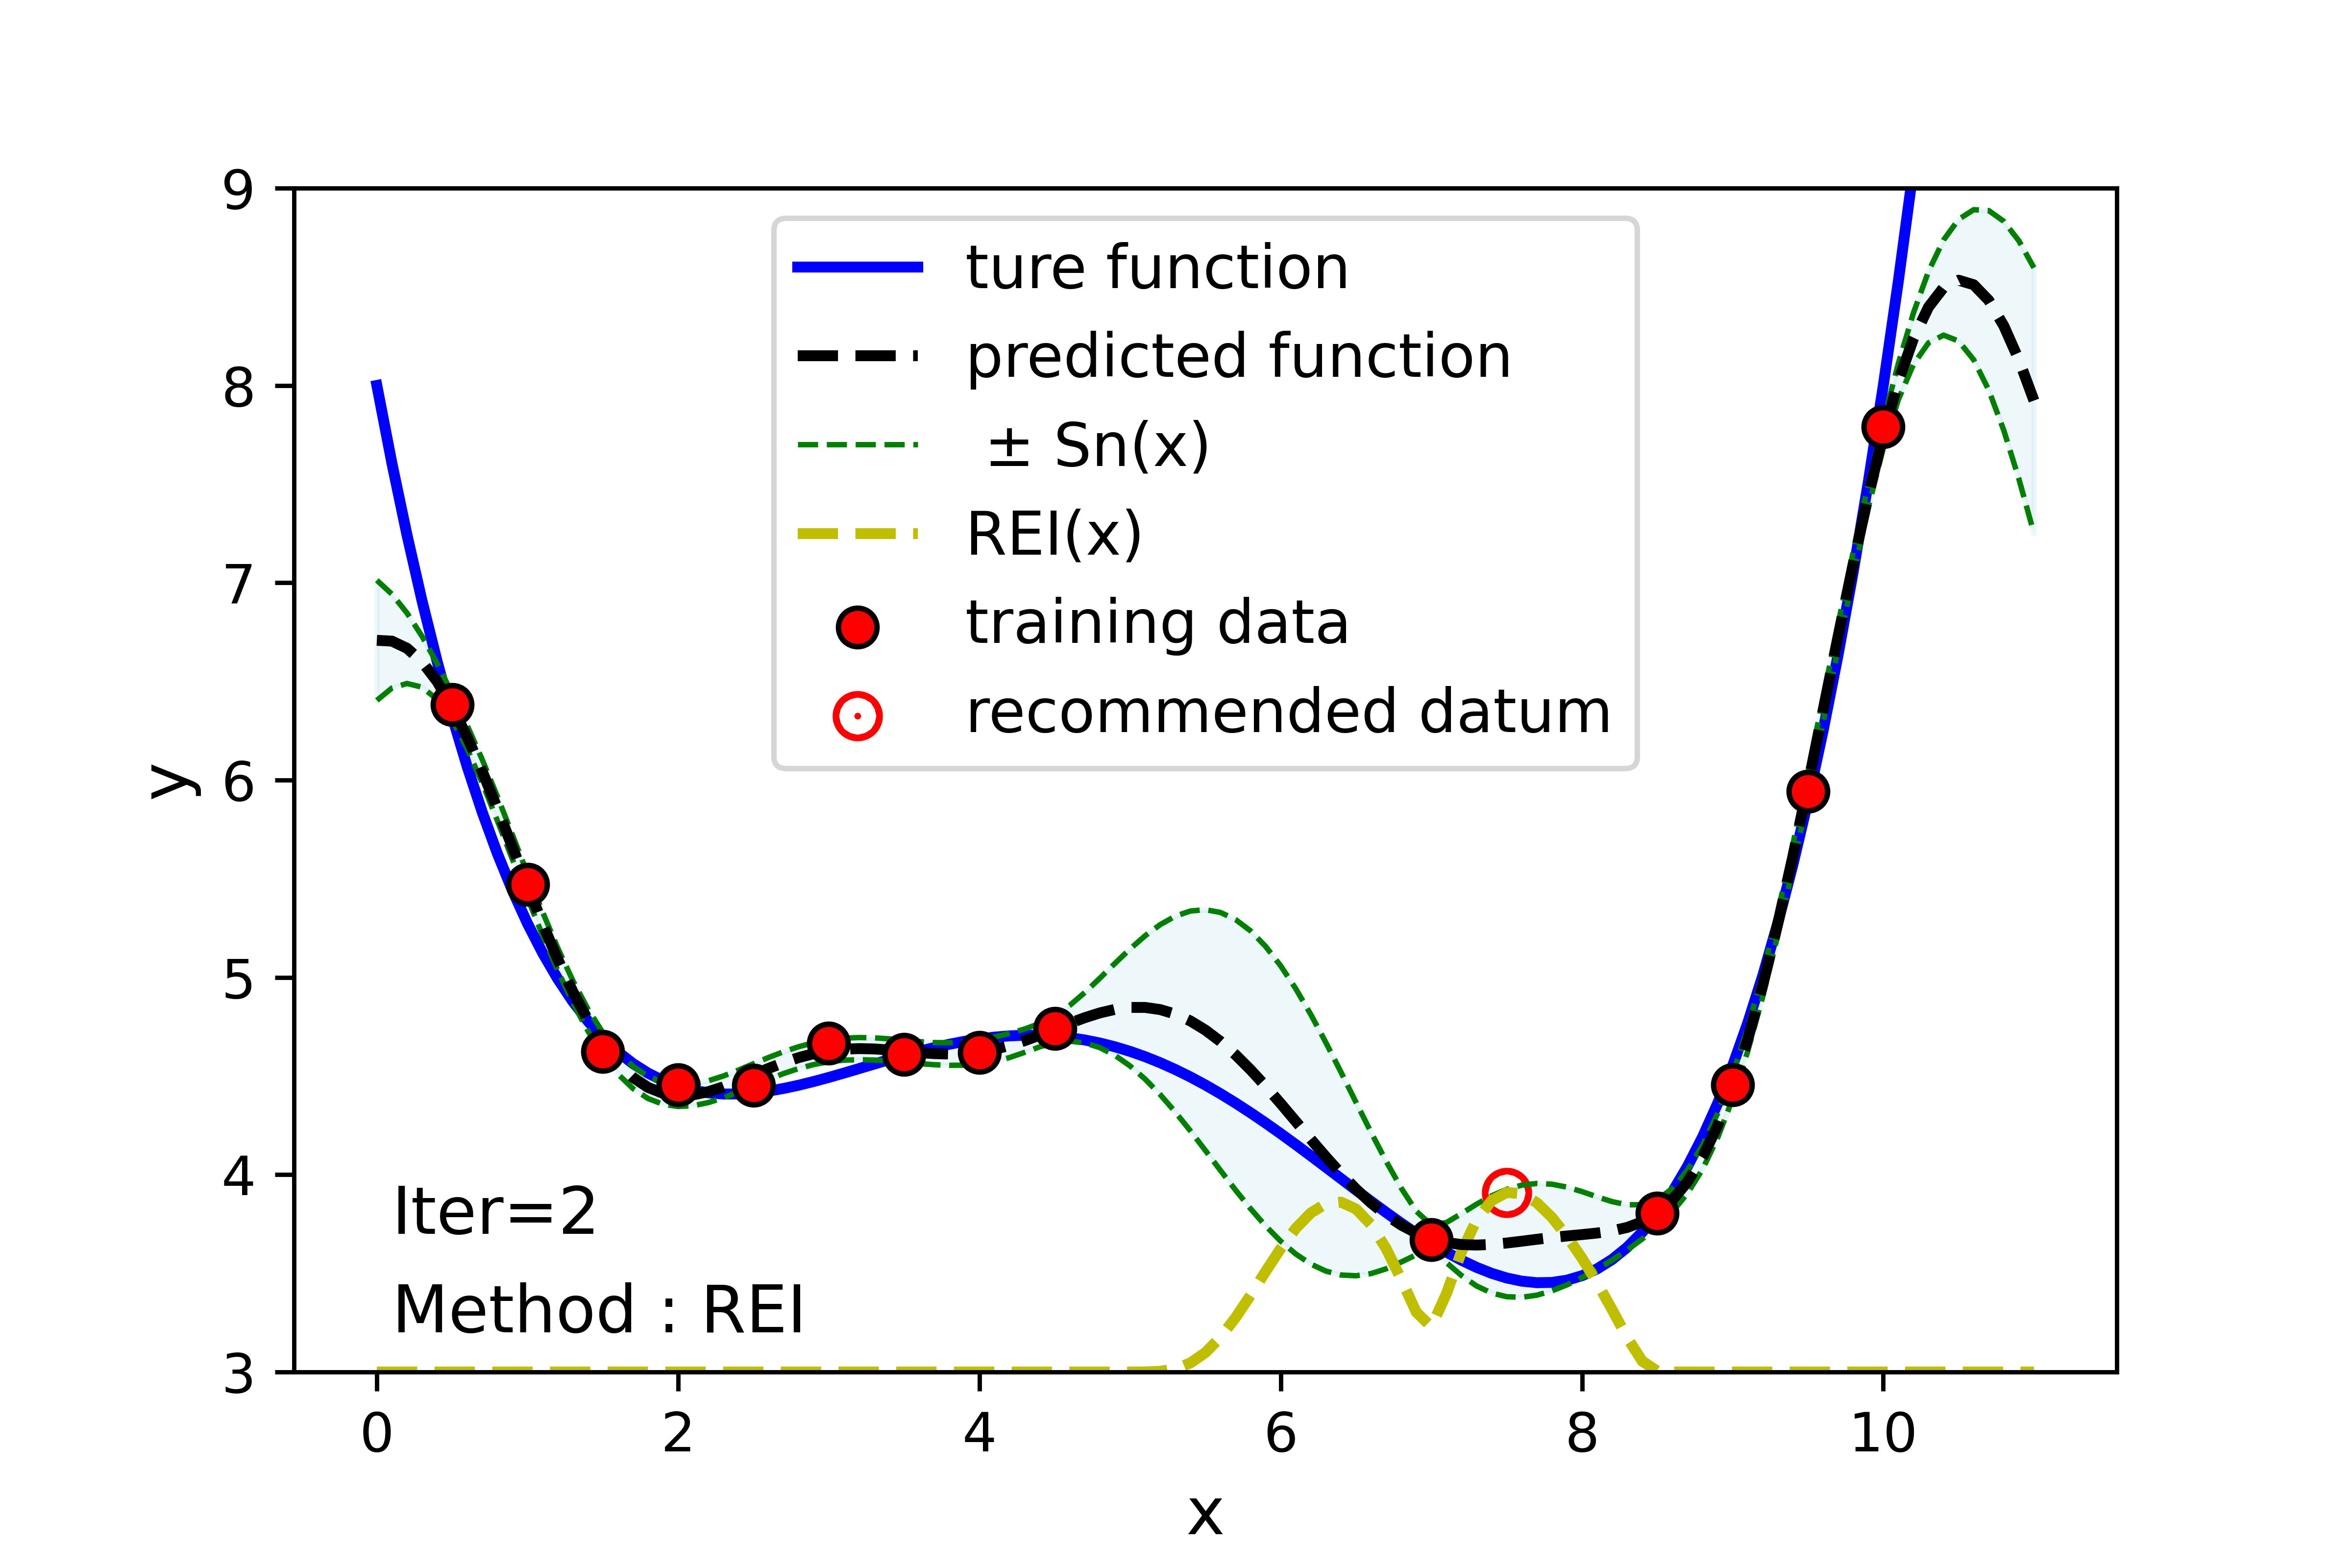 9
8
7
6
5
4
3
y
ture function
predicted function
± Sn(x)
REI(x)
training data
recommended datum
Iter=2
Method : REI
0 2 4 6 8 10
x